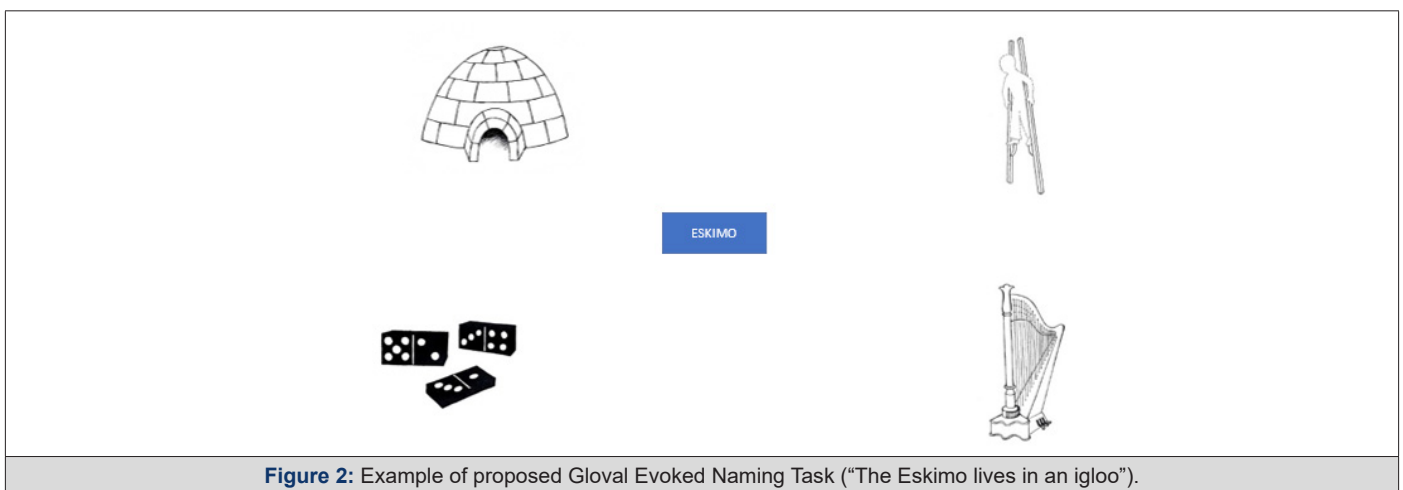 ESKIMO
Figure 2: Example of proposed Gloval Evoked Naming Task (“The Eskimo lives in an igloo”).